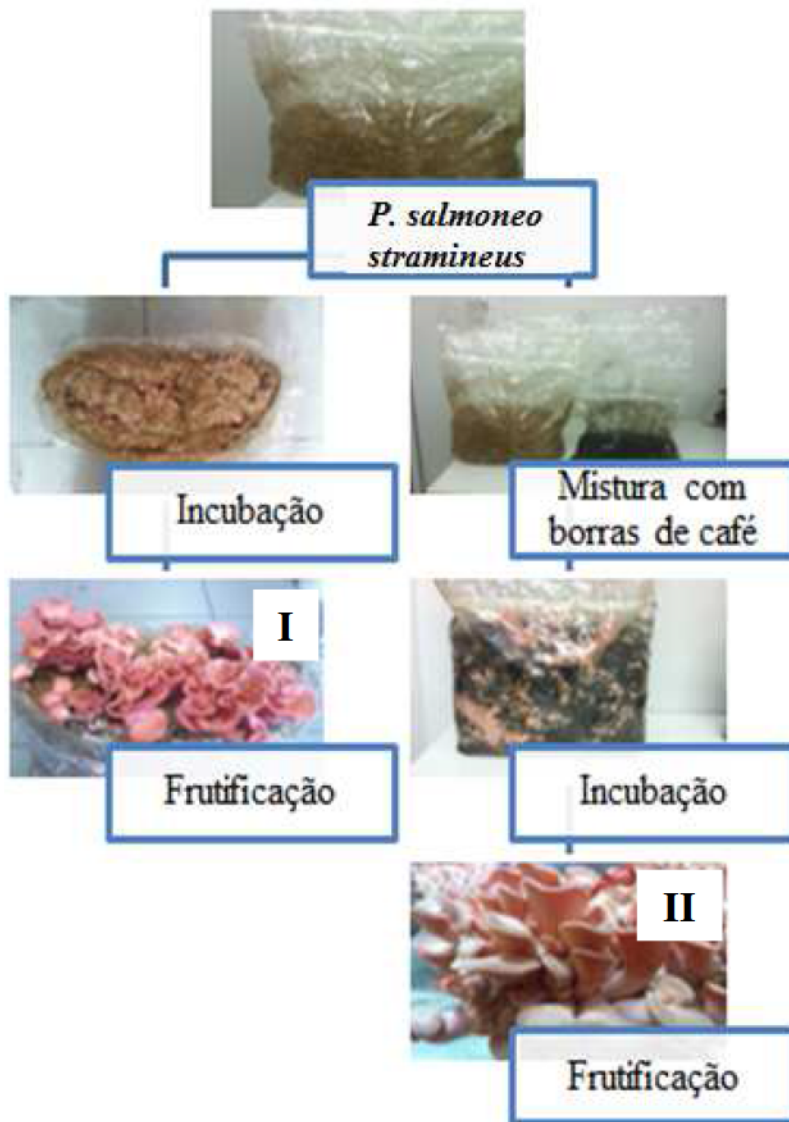 P. salmoneo
stramineus
Incubação
Mistura com
borras de café
I
Frutificação
Incubação
II
Frutificação